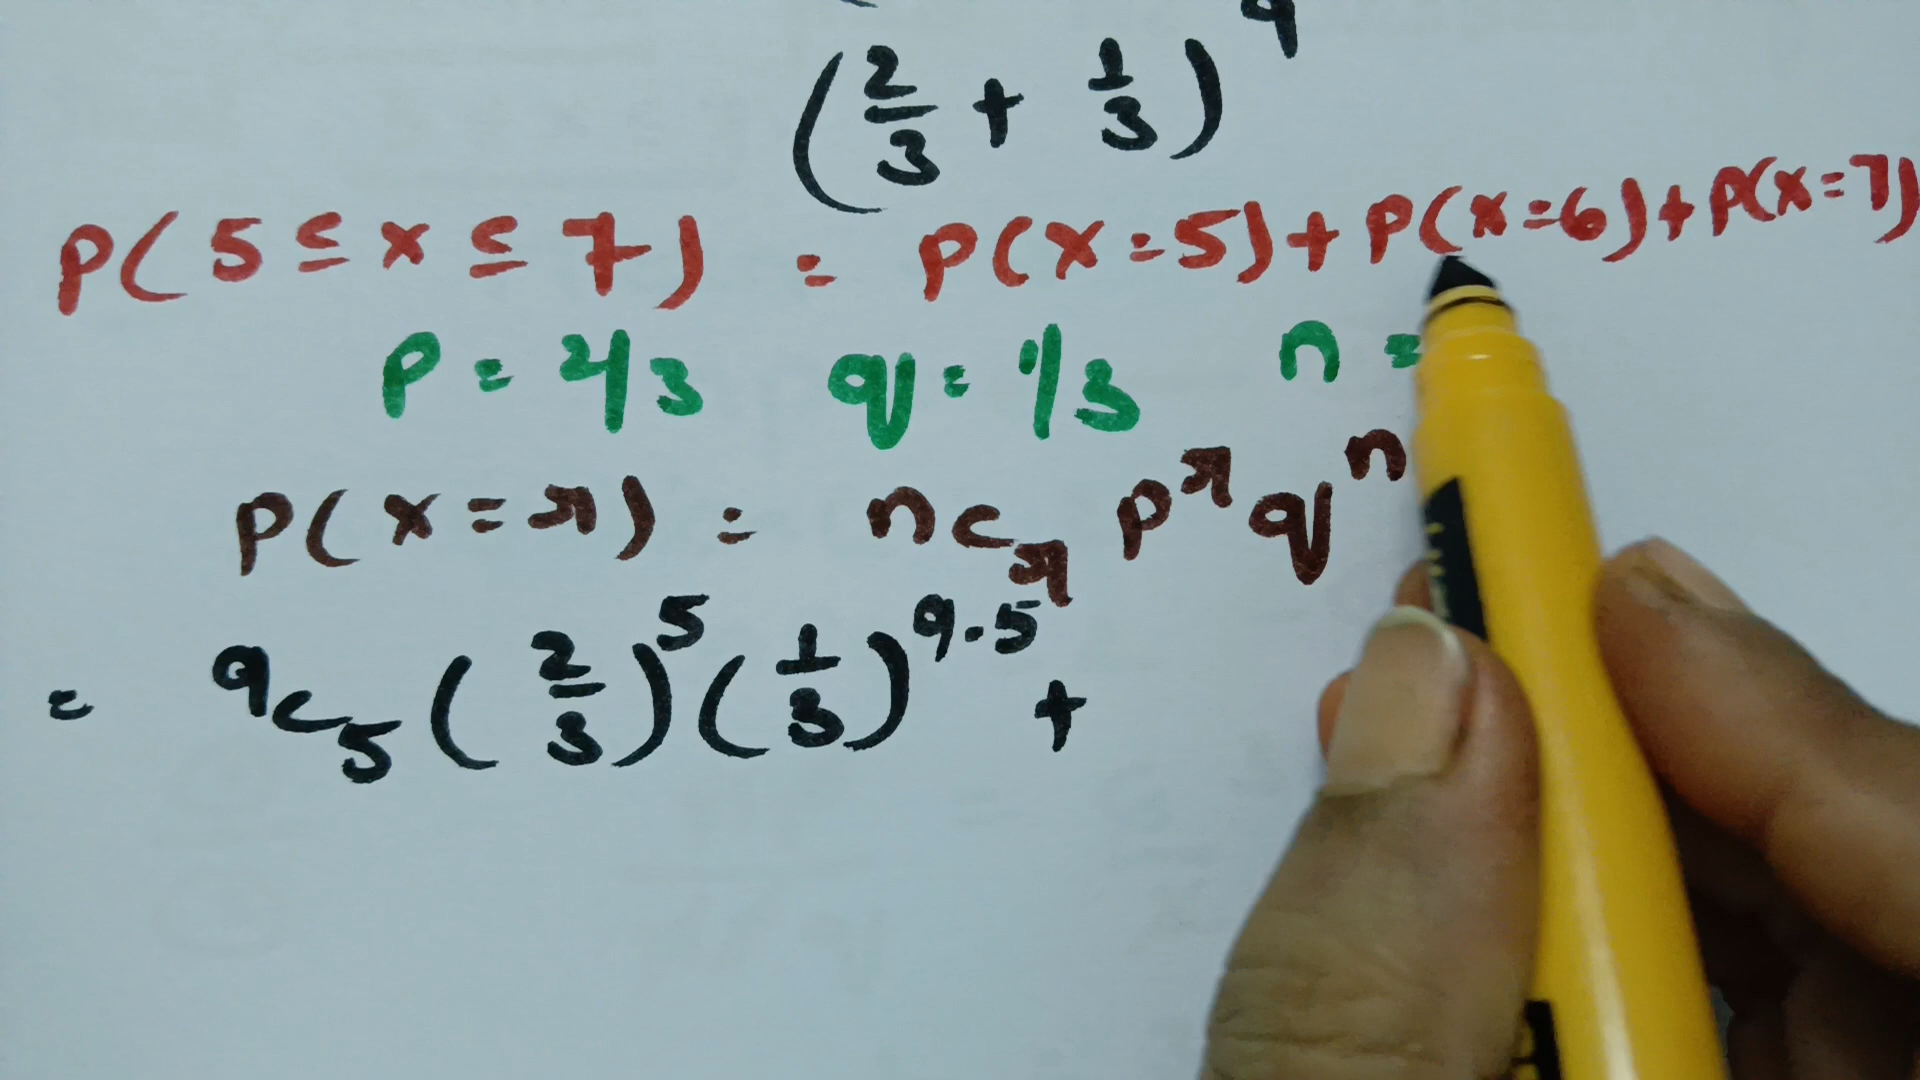 (2/3 + 1/3)^9
P(5 ≤ x ≤ 7) = P(x=5)+P(x=6)+P(x=7)
P = 2/3 q = 1/3 n =
P(x=r) = nCr P^r q^n
= 9C5 (2/3)^5 (1/3)^9-5 +